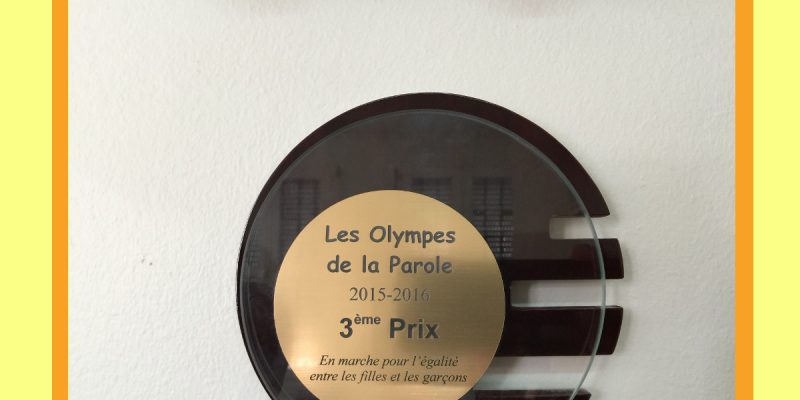 Les Olympes
de la Parole
2015-2016
3ème Prix
En marche pour l'égalité
entre les filles et les garçons